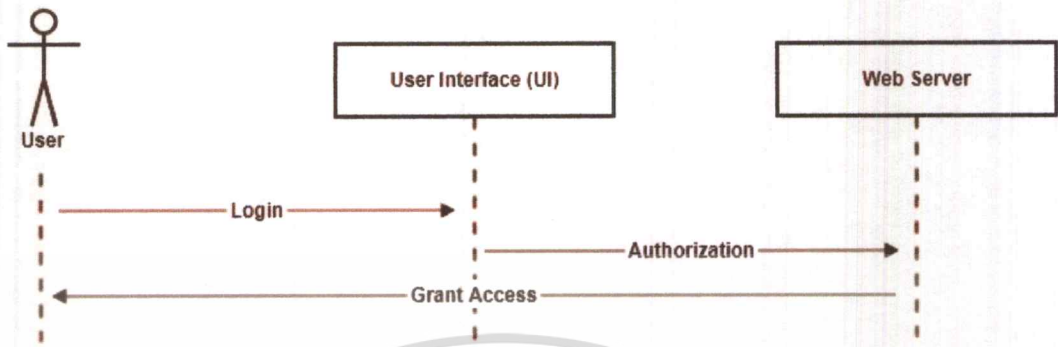 User Interface (UI)
Web Server
User
Login
Authorization
Grant Access